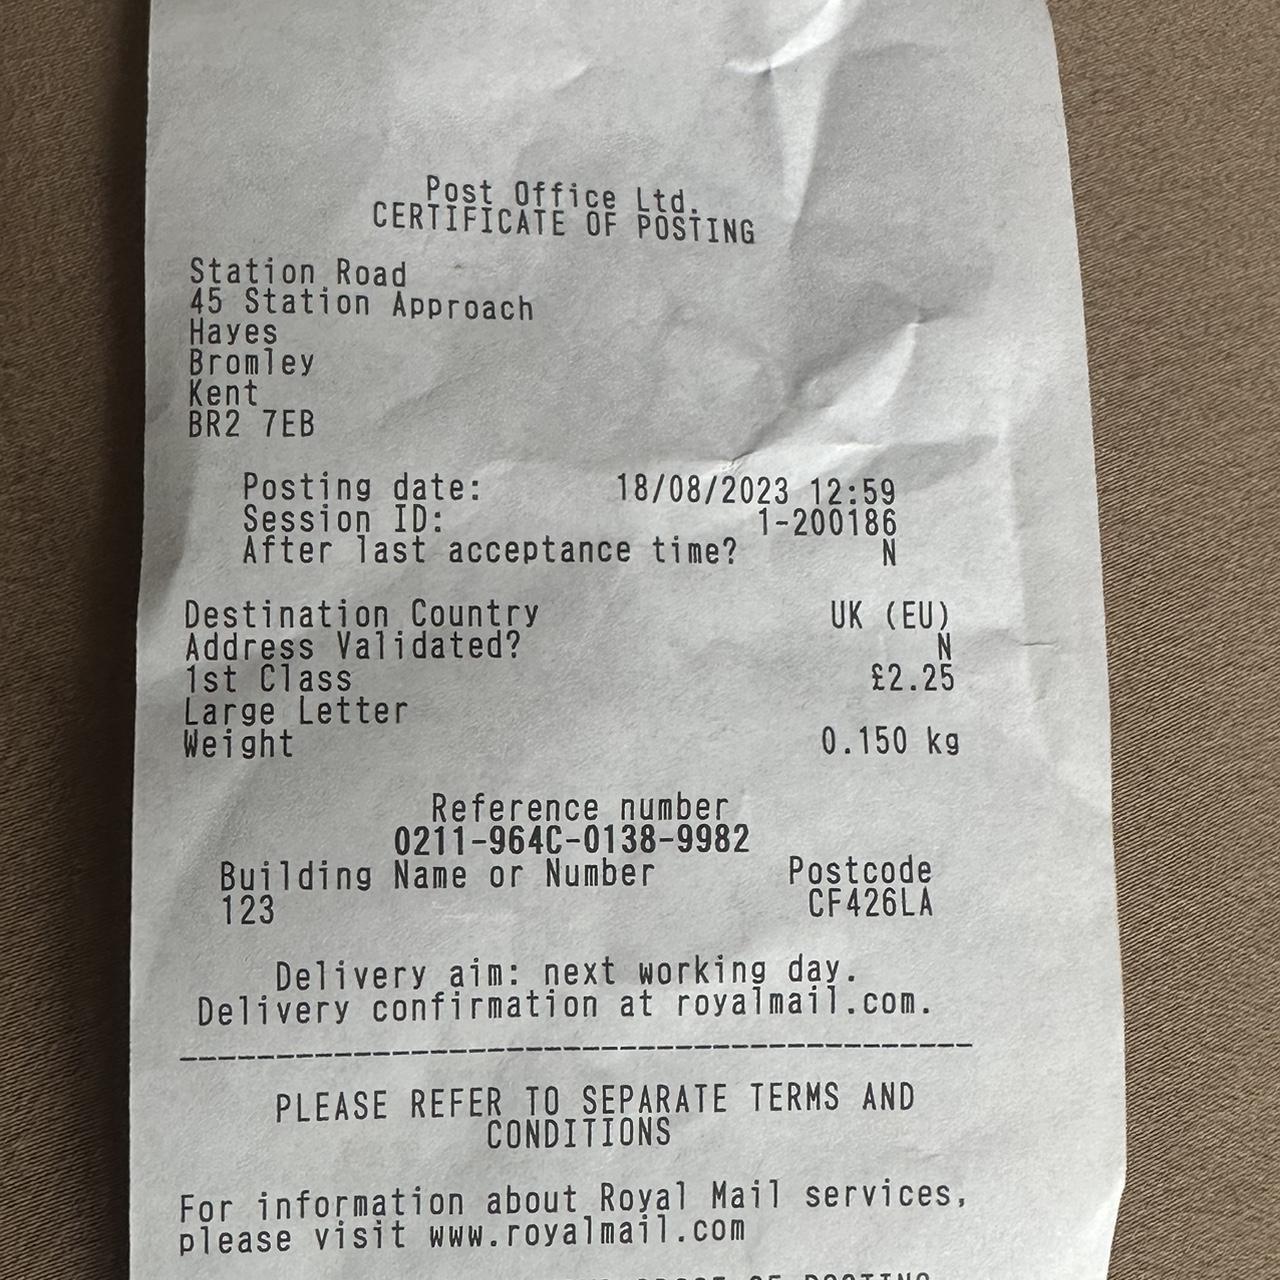 Post Office Ltd.
CERTIFICATE OF POSTING
Station Road
45 Station Approach
Hayes
Bromley
Kent
BR2 7EB
Posting date: 18/08/2023 12:59
Session ID: 1-200186
After last acceptance time? N
Destination Country UK (EU)
Address Validated? N
1st Class £2.25
Large Letter
Weight 0.150 kg
Reference number
0211-964C-0138-9982
Building Name or Number Postcode
123 CF426LA
Delivery aim: next working day.
Delivery confirmation at royalmail.com.
PLEASE REFER TO SEPARATE TERMS AND
CONDITIONS
For information about Royal Mail services,
please visit www.royalmail.com
OF POSTING